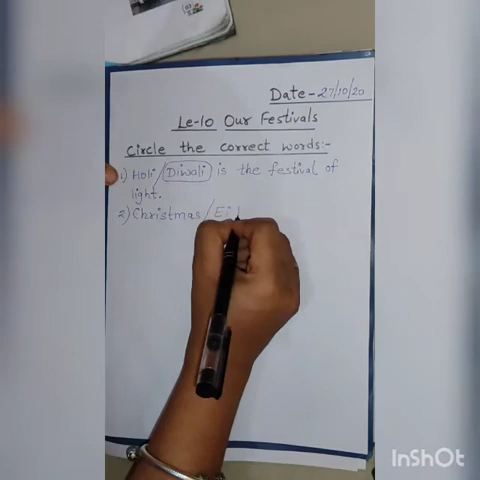 Date-27/10/20
Le-10 Our Festivals
Circle the correct words:-
1) Holi/Diwali is the festival of
light.
2) Christmas/Ei
InShOt